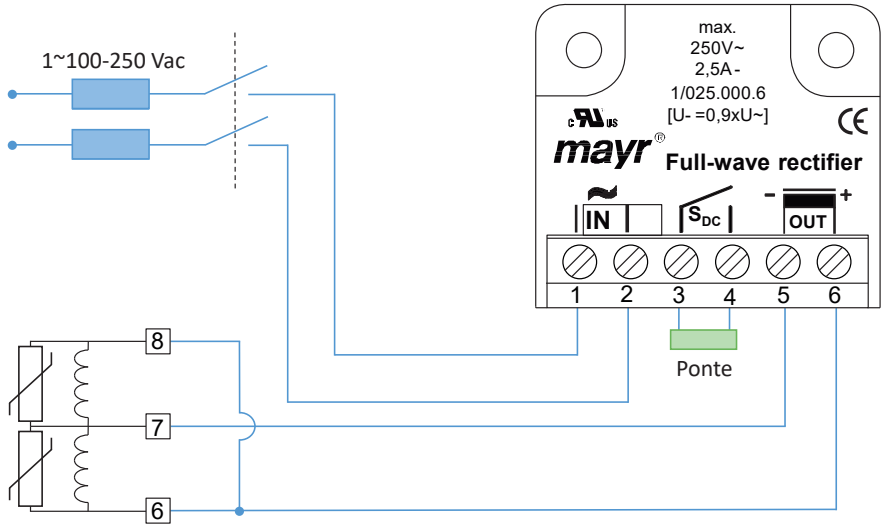 1~100-250 Vac
max.
250V~
2,5A-
1/025.000.6
[U- =0,9xU~]
c RU US
CE
mayr®
Full-wave rectifier
~
- +
IN
SDC
OUT
1 2 3 4 5 6
Ponte
8
7
6